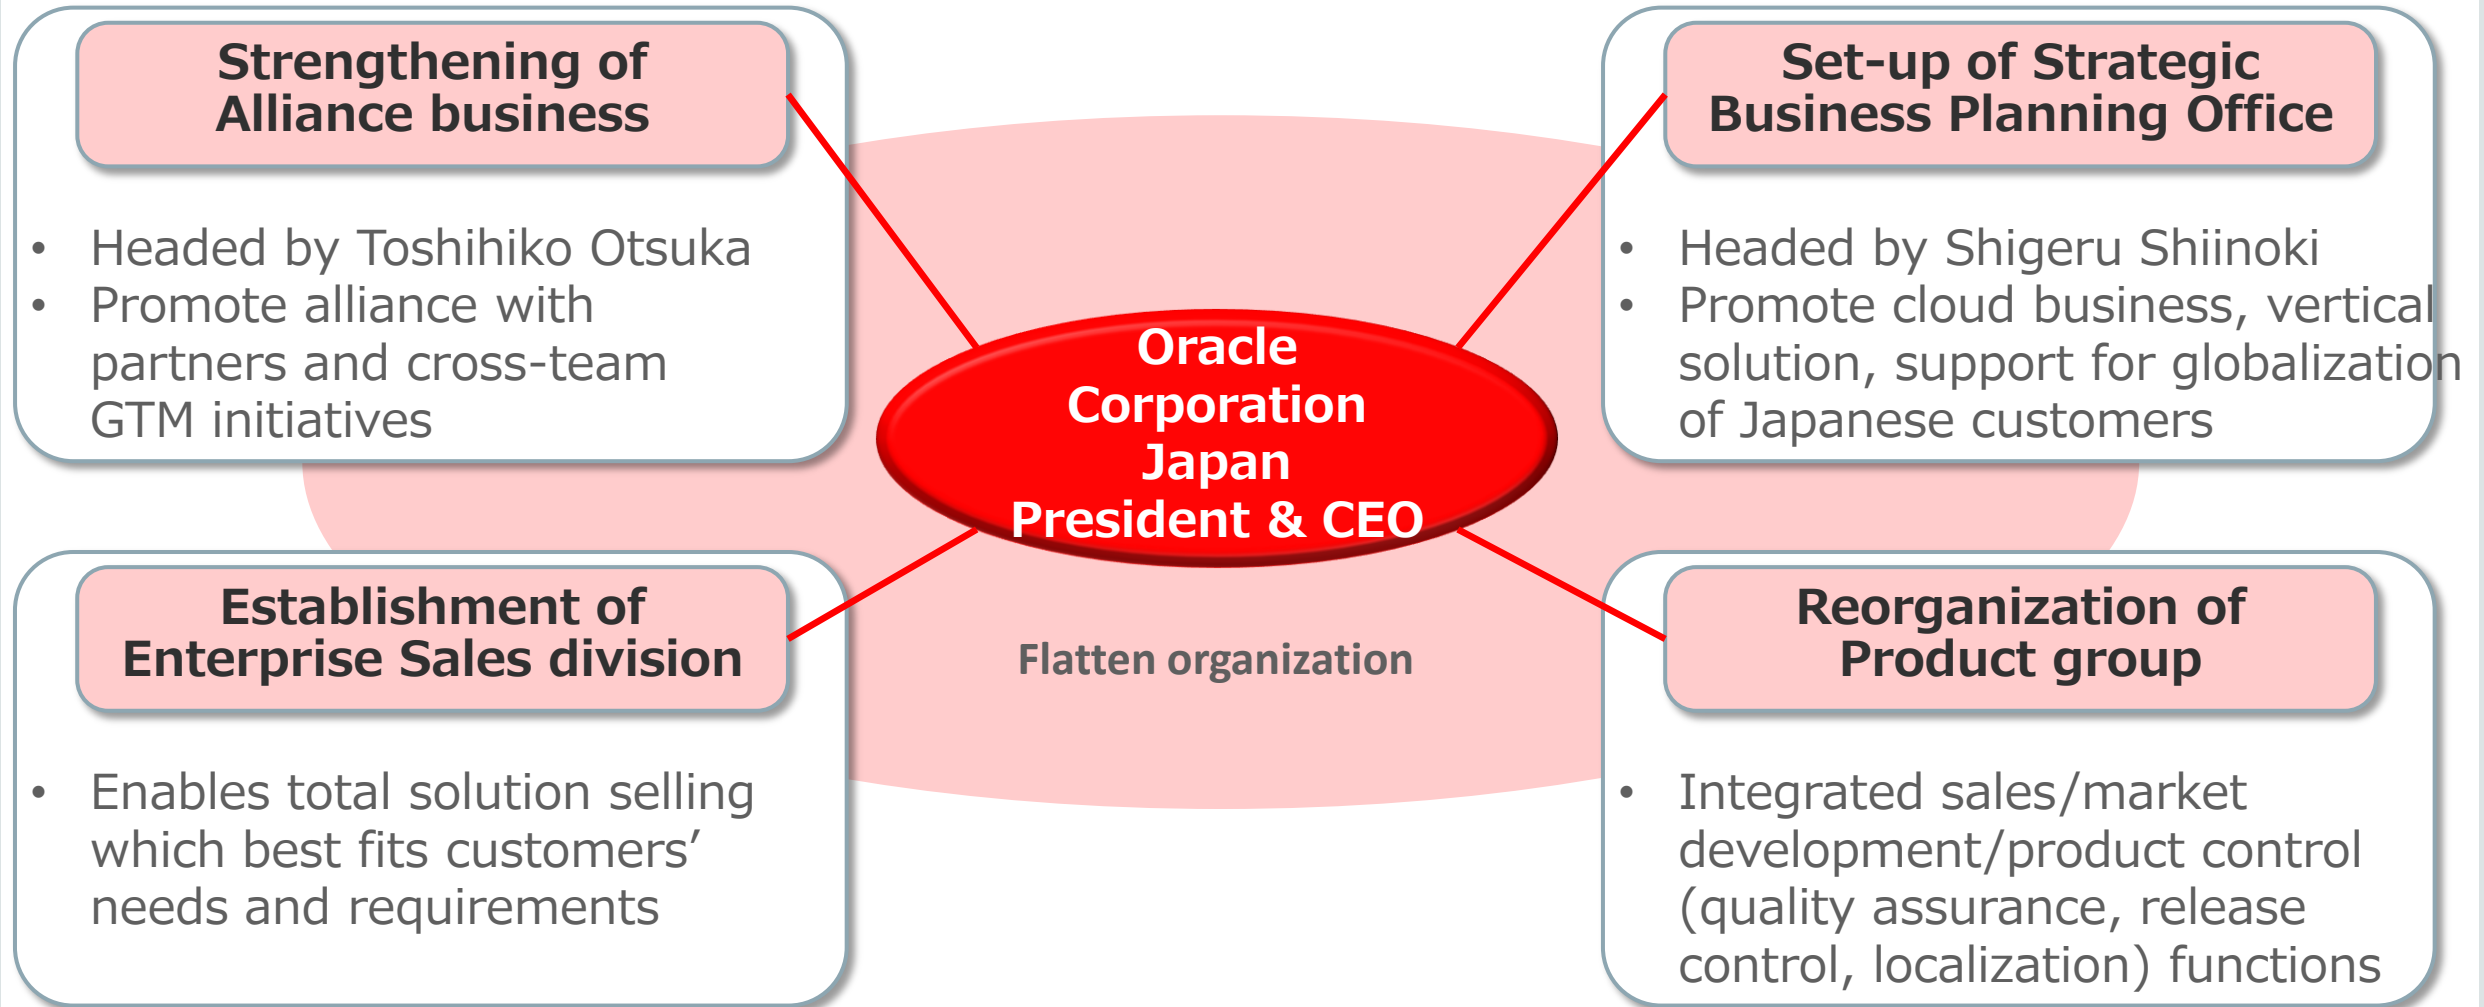 Strengthening of
Alliance business
• Headed by Toshihiko Otsuka
• Promote alliance with
partners and cross-team
GTM initiatives
Set-up of Strategic
Business Planning Office
• Headed by Shigeru Shiinoki
• Promote cloud business, vertical
solution, support for globalization
of Japanese customers
Oracle
Corporation
Japan
President & CEO
Establishment of
Enterprise Sales division
• Enables total solution selling
which best fits customers’
needs and requirements
Flatten organization
Reorganization of
Product group
• Integrated sales/market
development/product control
(quality assurance, release
control, localization) functions